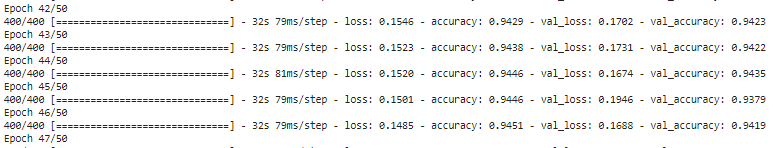 Epoch 42/50
400/400 [==============================] - 32s 79ms/step - loss: 0.1546 - accuracy: 0.9429 - val_loss: 0.1702 - val_accuracy: 0.9423
Epoch 43/50
400/400 [==============================] - 32s 79ms/step - loss: 0.1523 - accuracy: 0.9438 - val_loss: 0.1731 - val_accuracy: 0.9422
Epoch 44/50
400/400 [==============================] - 32s 81ms/step - loss: 0.1520 - accuracy: 0.9446 - val_loss: 0.1674 - val_accuracy: 0.9435
Epoch 45/50
400/400 [==============================] - 32s 79ms/step - loss: 0.1501 - accuracy: 0.9446 - val_loss: 0.1946 - val_accuracy: 0.9379
Epoch 46/50
400/400 [==============================] - 32s 79ms/step - loss: 0.1485 - accuracy: 0.9451 - val_loss: 0.1688 - val_accuracy: 0.9419
Epoch 47/50